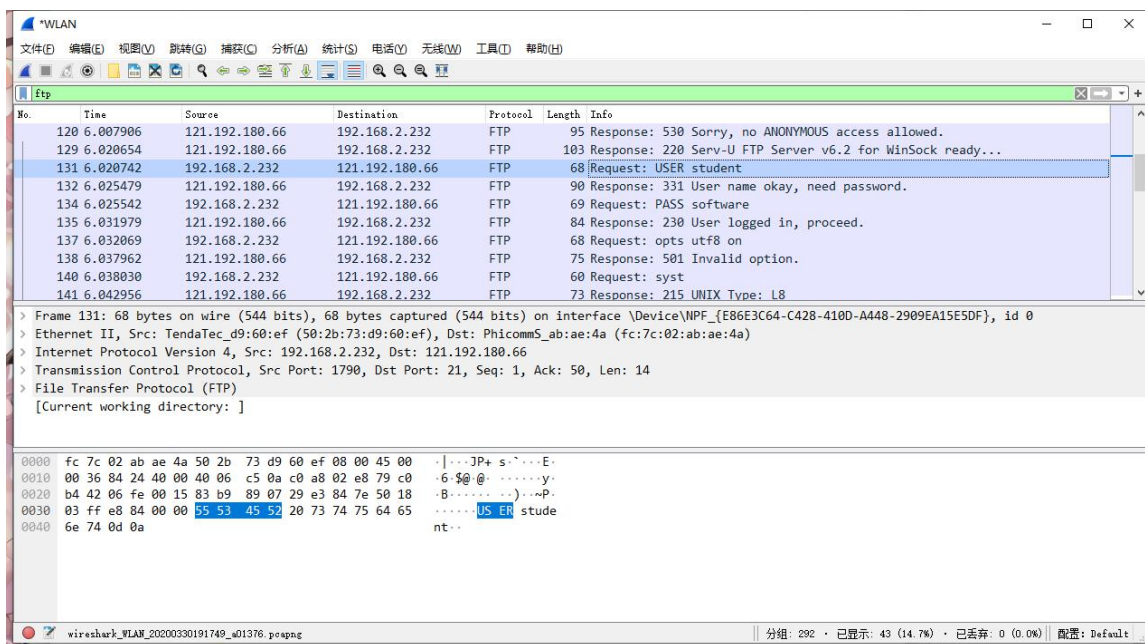 *WLAN
文件(F) 编辑(E) 视图(V) 跳转(G) 捕获(C) 分析(A) 统计(S) 电话(Y) 无线(W) 工具(T) 帮助(H)
ftp
No. Time Source Destination Protocol Length Info
120 6.007906 121.192.180.66 192.168.2.232 FTP 95 Response: 530 Sorry, no ANONYMOUS access allowed.
129 6.020654 121.192.180.66 192.168.2.232 FTP 103 Response: 220 Serv-U FTP Server v6.2 for WinSock ready...
131 6.020742 192.168.2.232 121.192.180.66 FTP 68 Request: USER student
132 6.025479 121.192.180.66 192.168.2.232 FTP 90 Response: 331 User name okay, need password.
134 6.025542 192.168.2.232 121.192.180.66 FTP 69 Request: PASS software
135 6.031979 121.192.180.66 192.168.2.232 FTP 84 Response: 230 User logged in, proceed.
137 6.032069 192.168.2.232 121.192.180.66 FTP 68 Request: opts utf8 on
138 6.037962 121.192.180.66 192.168.2.232 FTP 75 Response: 501 Invalid option.
140 6.038030 192.168.2.232 121.192.180.66 FTP 60 Request: syst
141 6.042956 121.192.180.66 192.168.2.232 FTP 73 Response: 215 UNIX Type: L8
> Frame 131: 68 bytes on wire (544 bits), 68 bytes captured (544 bits) on interface \Device\NPF_{E86E3C64-C428-410D-A448-2909EA15E5DF}, id 0
> Ethernet II, Src: TendaTec_d9:60:ef (50:2b:73:d9:60:ef), Dst: PhicommS_ab:ae:4a (fc:7c:02:ab:ae:4a)
> Internet Protocol Version 4, Src: 192.168.2.232, Dst: 121.192.180.66
> Transmission Control Protocol, Src Port: 1790, Dst Port: 21, Seq: 1, Ack: 50, Len: 14
> File Transfer Protocol (FTP)
[Current working directory: ]
0000 fc 7c 02 ab ae 4a 50 2b 73 d9 60 ef 08 00 45 00 ·|···JP+ s·`···E·
0010 00 36 84 24 40 00 40 06 c5 0a c0 a8 02 e8 79 c0 ·6·$@·@· ······y·
0020 b4 42 06 fe 00 15 83 b9 89 07 29 e3 84 7e 50 18 ·B······ ··)··~P·
0030 03 ff e8 84 00 00 55 53 45 52 20 73 74 75 64 65 ······US ER stude
0040 6e 74 0d 0a nt··
wireshark_WLAN_20200330191749_a01376.pcapng 分组: 292 · 已显示: 43 (14.7%) · 已丢弃: 0 (0.0%) 配置: Default